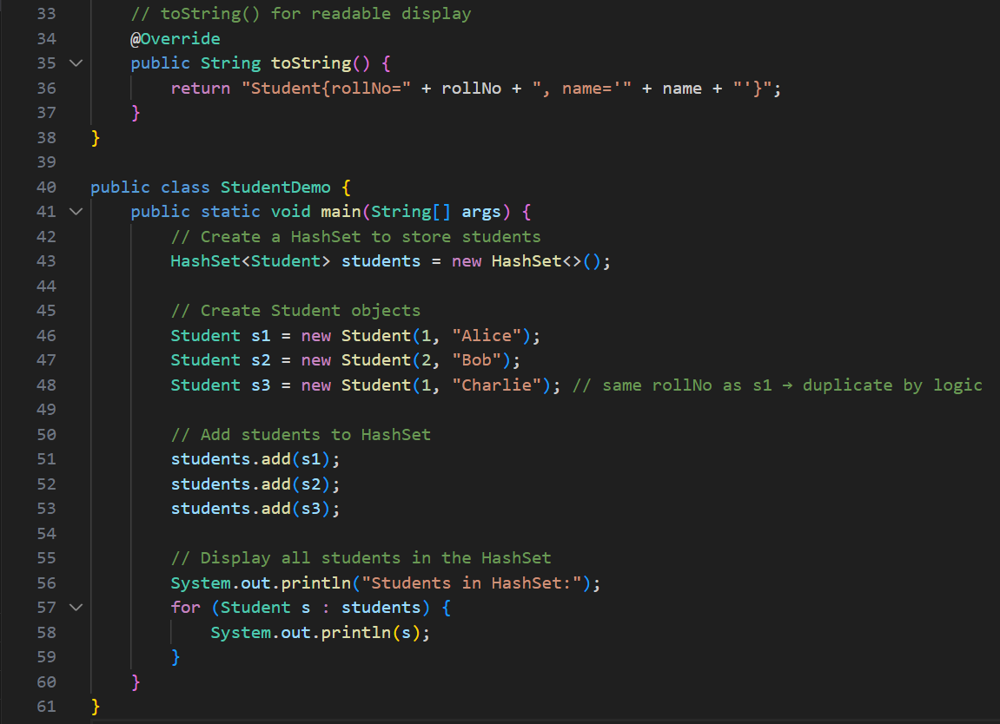 33 // toString() for readable display
34 @Override
35 public String toString() {
36 return "Student{rollNo=" + rollNo + ", name='" + name + "'}";
37 }
38 }
39
40 public class StudentDemo {
41 public static void main(String[] args) {
42 // Create a HashSet to store students
43 HashSet<Student> students = new HashSet<>();
44
45 // Create Student objects
46 Student s1 = new Student(1, "Alice");
47 Student s2 = new Student(2, "Bob");
48 Student s3 = new Student(1, "Charlie"); // same rollNo as s1 → duplicate by logic
49
50 // Add students to HashSet
51 students.add(s1);
52 students.add(s2);
53 students.add(s3);
54
55 // Display all students in the HashSet
56 System.out.println("Students in HashSet:");
57 for (Student s : students) {
58 System.out.println(s);
59 }
60 }
61 }